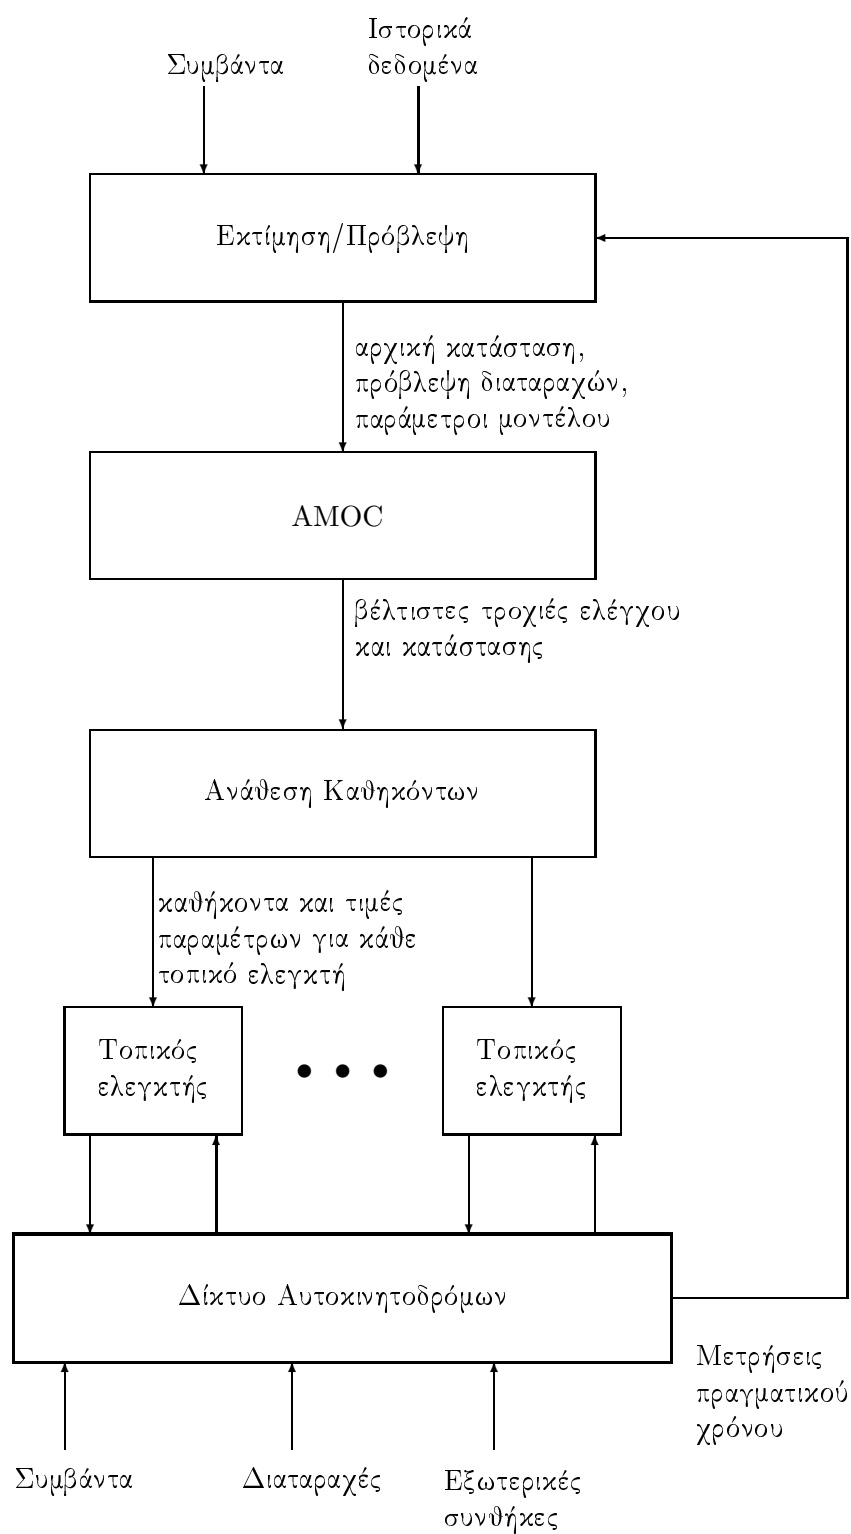 Ιστορικά
Συμβάντα δεδομένα
Εκτίμηση/Πρόβλεψη
αρχική κατάσταση,
πρόβλεψη διαταραχών,
παράμετροι μοντέλου
AMOC
βέλτιστες τροχιές ελέγχου
και κατάστασης
Ανάθεση Καθηκόντων
καθήκοντα και τιμές
παραμέτρων για κάθε
τοπικό ελεγκτή
Τοπικός
ελεγκτής
Τοπικός
ελεγκτής
Δίκτυο Αυτοκινητοδρόμων
Μετρήσεις
πραγματικού
χρόνου
Συμβάντα
Διαταραχές
Εξωτερικές
συνθήκες